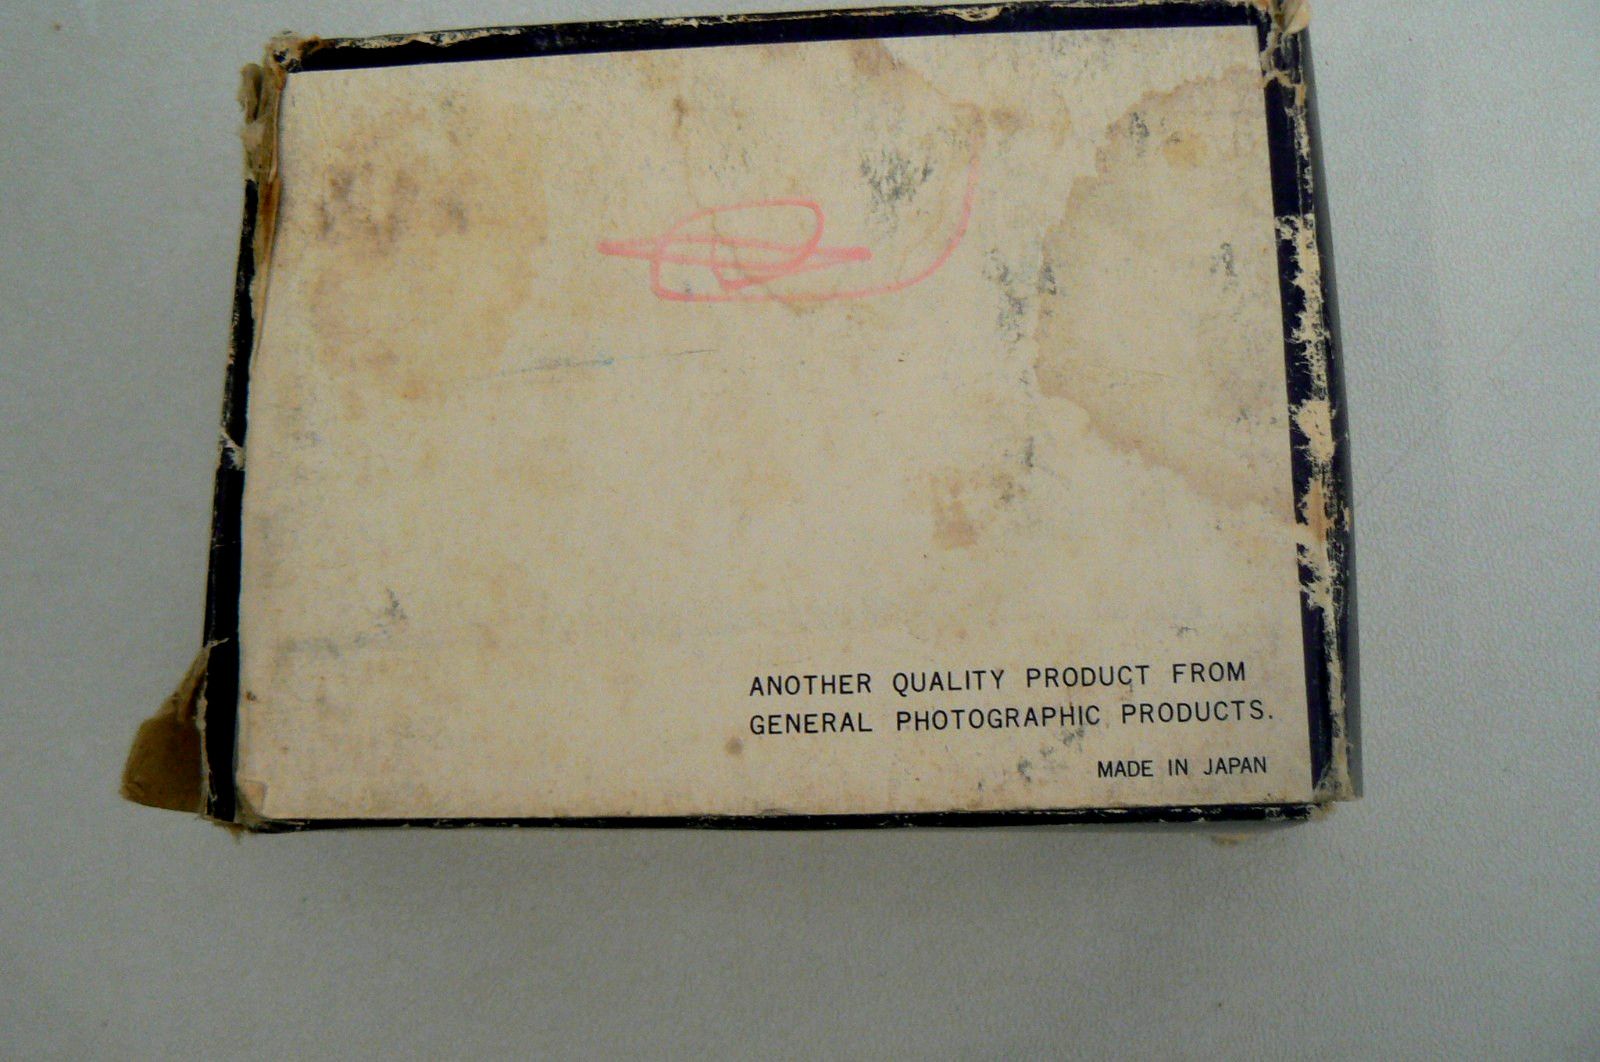 ANOTHER QUALITY PRODUCT FROM
GENERAL PHOTOGRAPHIC PRODUCTS.
MADE IN JAPAN